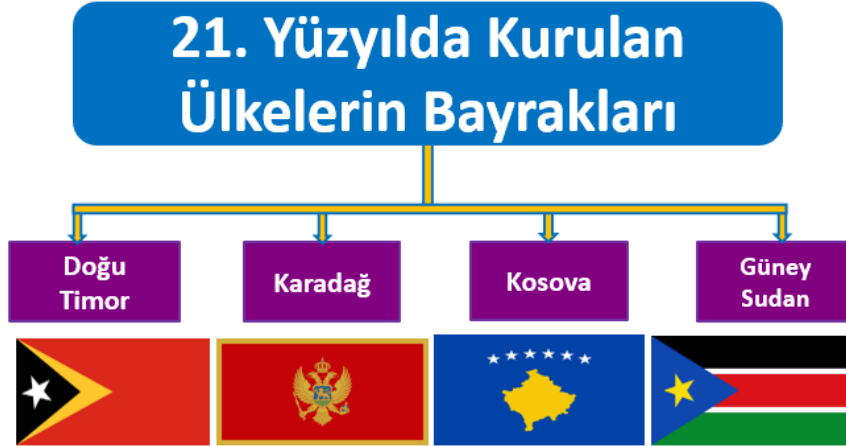 21. Yüzyılda Kurulan
Ülkelerin Bayrakları
Doğu
Timor
Karadağ
Kosova
Güney
Sudan